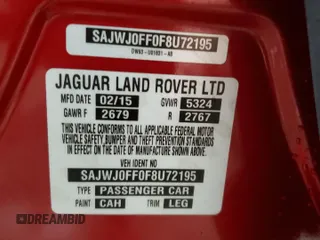 SAJWJ0FF0F8U72195
JAGUAR LAND ROVER LTD
MFD DATE 02/15 GVWR 5324
GAWR F 2679 R 2767
THIS VEHICLE CONFORMS TO ALL APPLICABLE FEDERAL MOTOR
VEHICLE SAFETY, BUMPER AND THEFT PREVENTION STANDARDS
IN EFFECT ON THE DATE OF MANUFACTURE SHOWN ABOVE
VEH IDENT NO
SAJWJ0FF0F8U72195
TYPE PASSENGER CAR
PAINT CAH TRIM LEG
DREAMBID